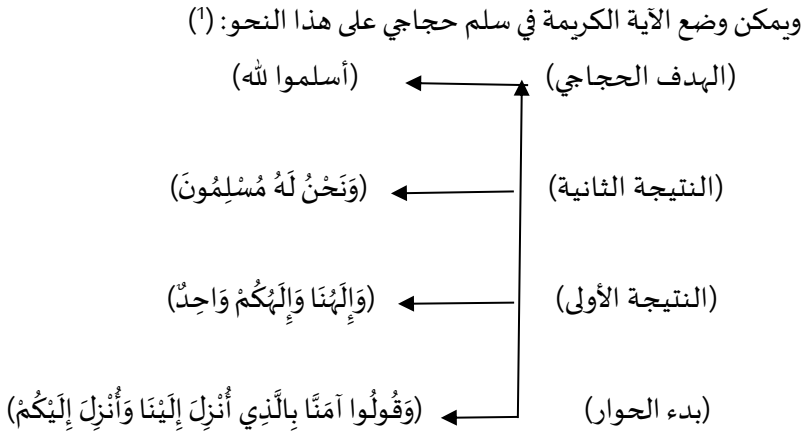 ويمكن وضع الآية الكريمة في سلم حجاجي على هذا النحو: (1)
(الهدف الحجاجي) (أسلموا لله)
(النتيجة الثانية) (وَنَحْنُ لَهُ مُسْلِمُونَ)
(النتيجة الأولى) (وَإِلَهُنَا وَإِلَهُكُمْ وَاحِدٌ)
(بدء الحوار) (وَقُولُوا آمَنَّا بِالَّذِي أُنْزِلَ إِلَيْنَا وَأُنْزِلَ إِلَيْكُمْ)